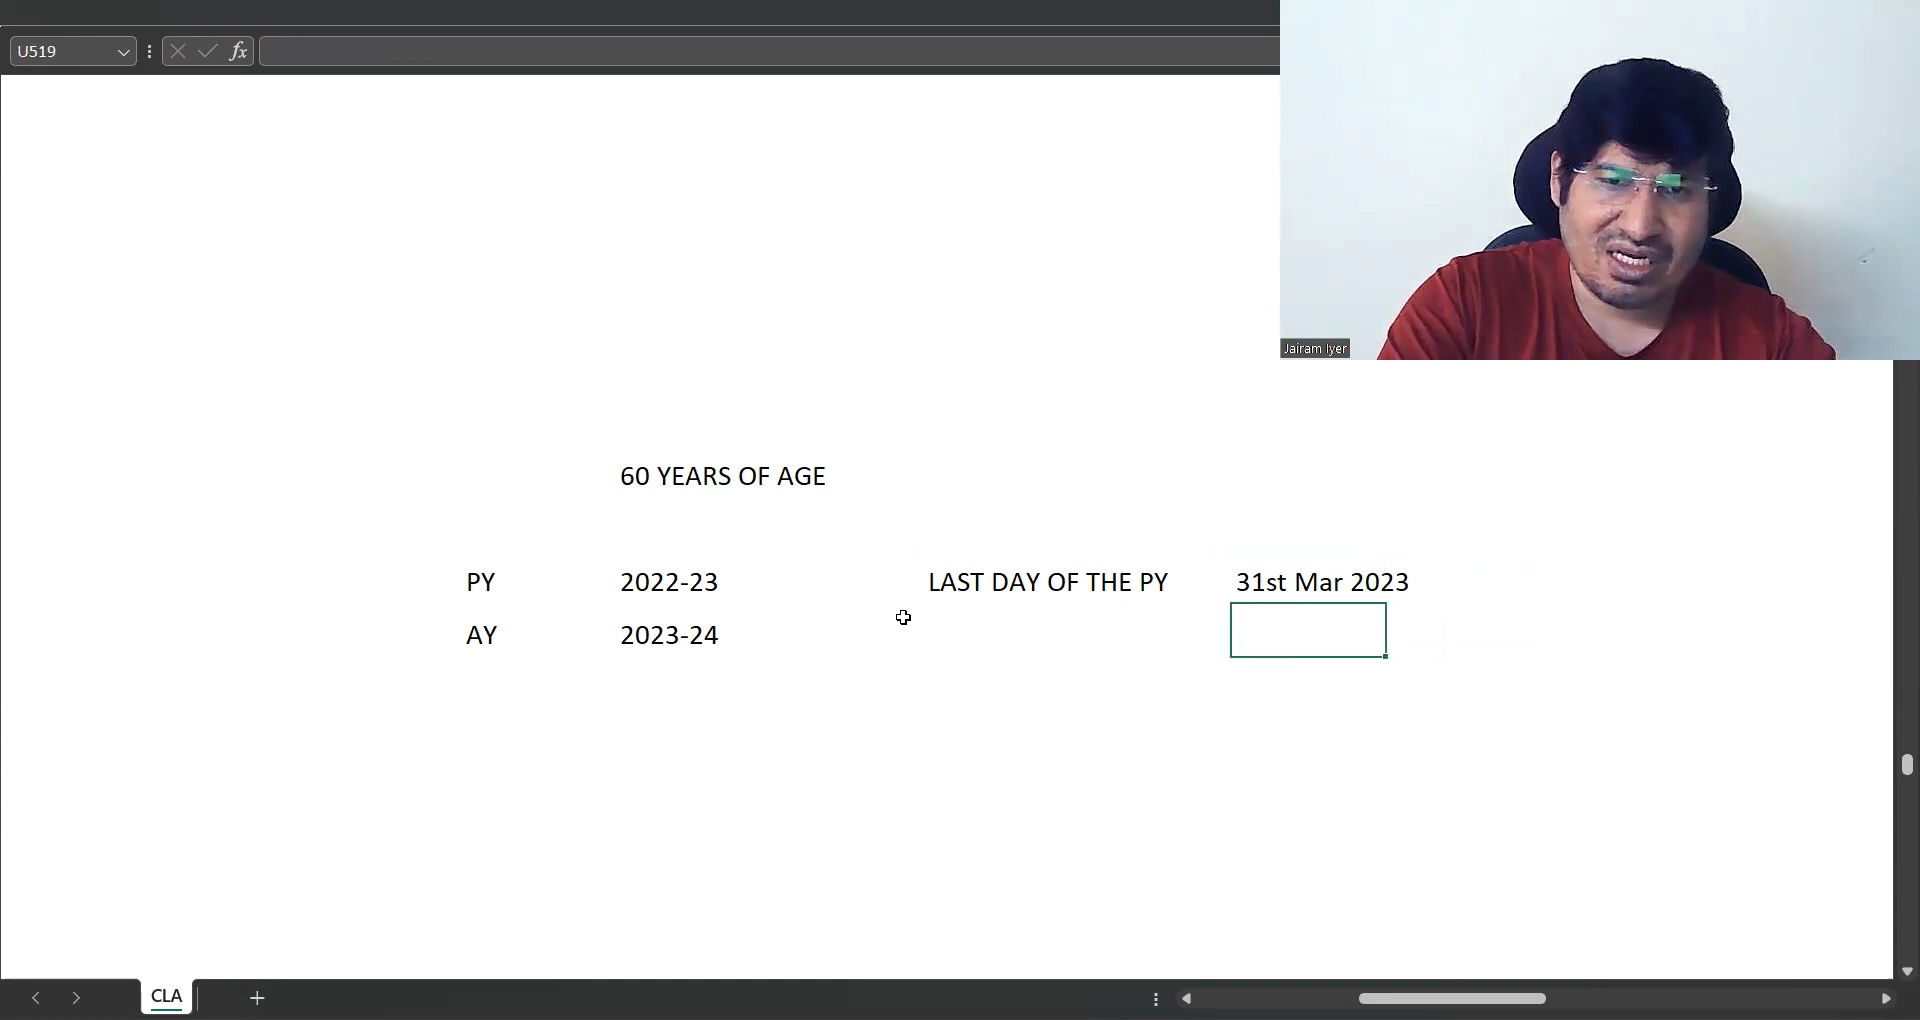 U519
fx
Jairam Iyer
60 YEARS OF AGE
PY 2022-23 LAST DAY OF THE PY 31st Mar 2023
AY 2023-24
CLA